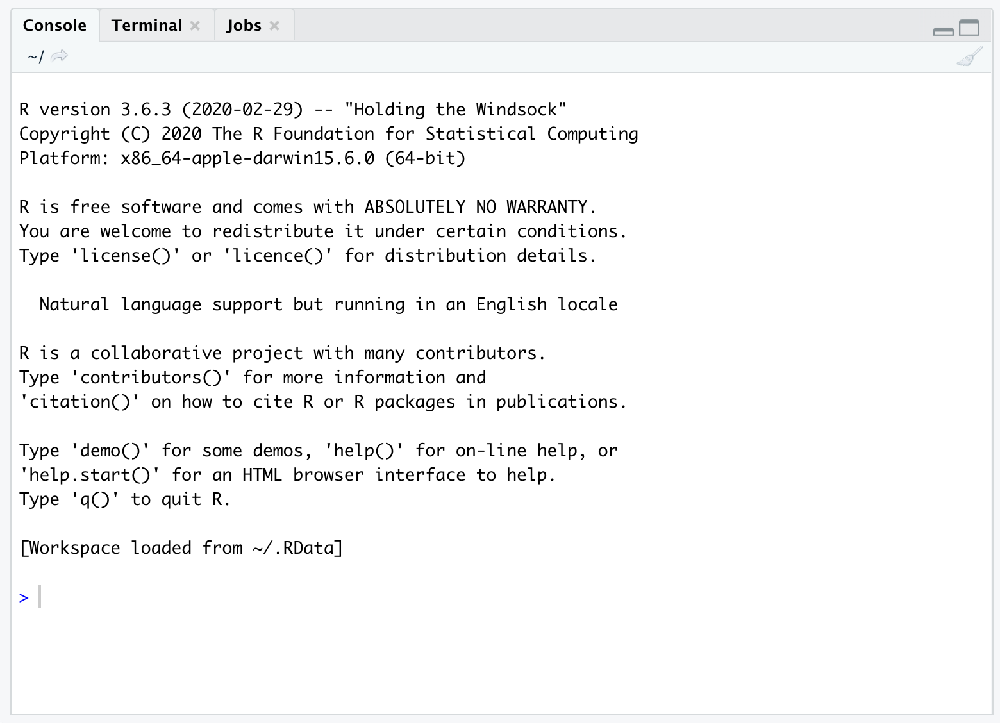 Console Terminal Jobs
~/
R version 3.6.3 (2020-02-29) -- "Holding the Windsock"
Copyright (C) 2020 The R Foundation for Statistical Computing
Platform: x86_64-apple-darwin15.6.0 (64-bit)
R is free software and comes with ABSOLUTELY NO WARRANTY.
You are welcome to redistribute it under certain conditions.
Type 'license()' or 'licence()' for distribution details.
Natural language support but running in an English locale
R is a collaborative project with many contributors.
Type 'contributors()' for more information and
'citation()' on how to cite R or R packages in publications.
Type 'demo()' for some demos, 'help()' for on-line help, or
'help.start()' for an HTML browser interface to help.
Type 'q()' to quit R.
[Workspace loaded from ~/.RData]
>